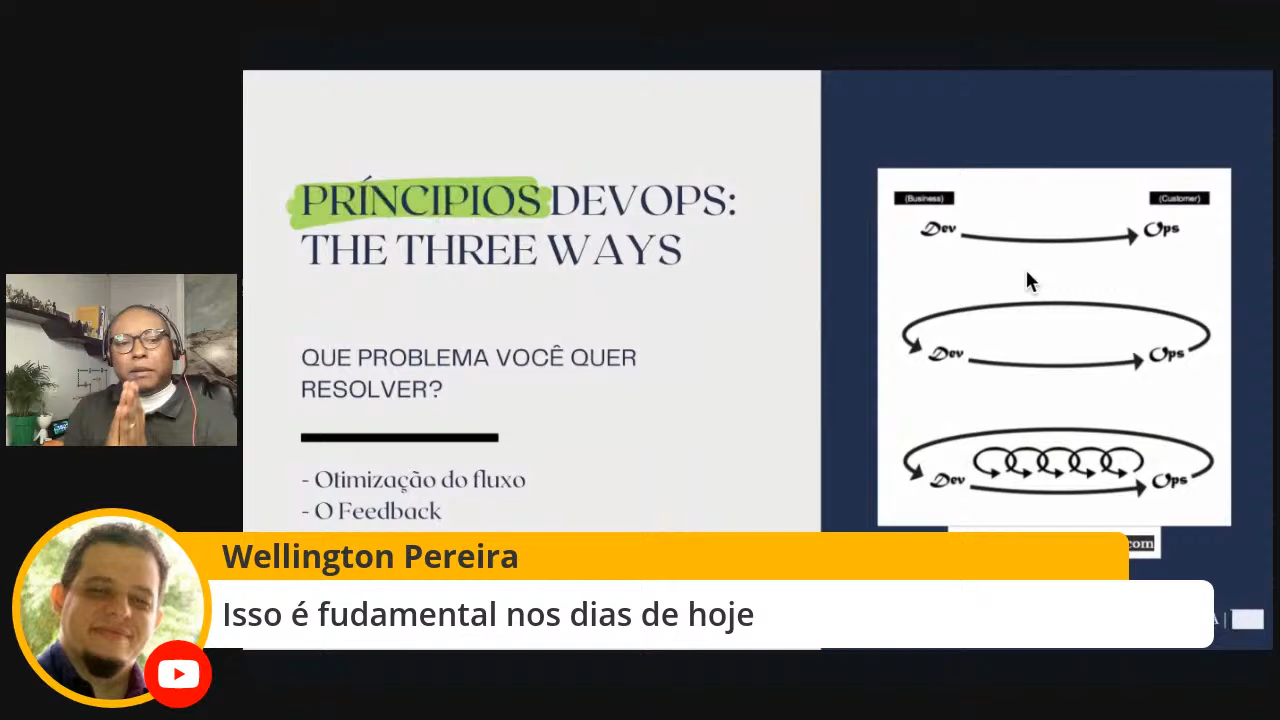 PRÍNCIPIOS DEVOPS:
THE THREE WAYS
QUE PROBLEMA VOCÊ QUER
RESOLVER?
- Otimização do fluxo
- O Feedback
(Business)
(Customer)
Dev
Ops
Dev
Ops
Dev
Ops
com
Wellington Pereira
Isso é fudamental nos dias de hoje